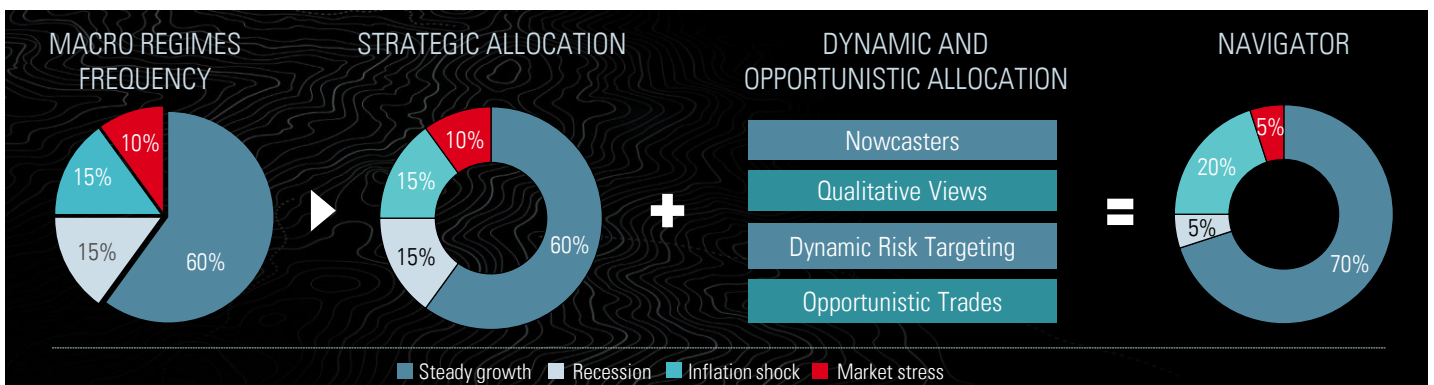 MACRO REGIMES
FREQUENCY
10%
15%
15%
60%
STRATEGIC ALLOCATION
10%
15%
15%
60%
DYNAMIC AND
OPPORTUNISTIC ALLOCATION
Nowcasters
Qualitative Views
Dynamic Risk Targeting
Opportunistic Trades
NAVIGATOR
5%
20%
5%
70%
Steady growth
Recession
Inflation shock
Market stress